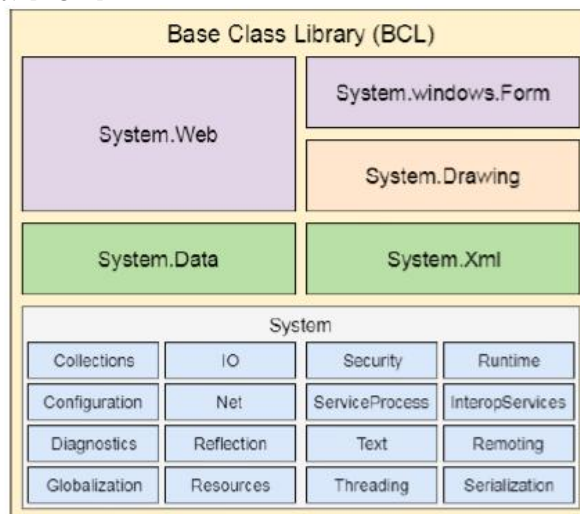 Base Class Library (BCL)
System.Web
System.windows.Form
System.Drawing
System.Data
System.Xml
System
Collections
IO
Security
Runtime
Configuration
Net
ServiceProcess
InteropServices
Diagnostics
Reflection
Text
Remoting
Globalization
Resources
Threading
Serialization